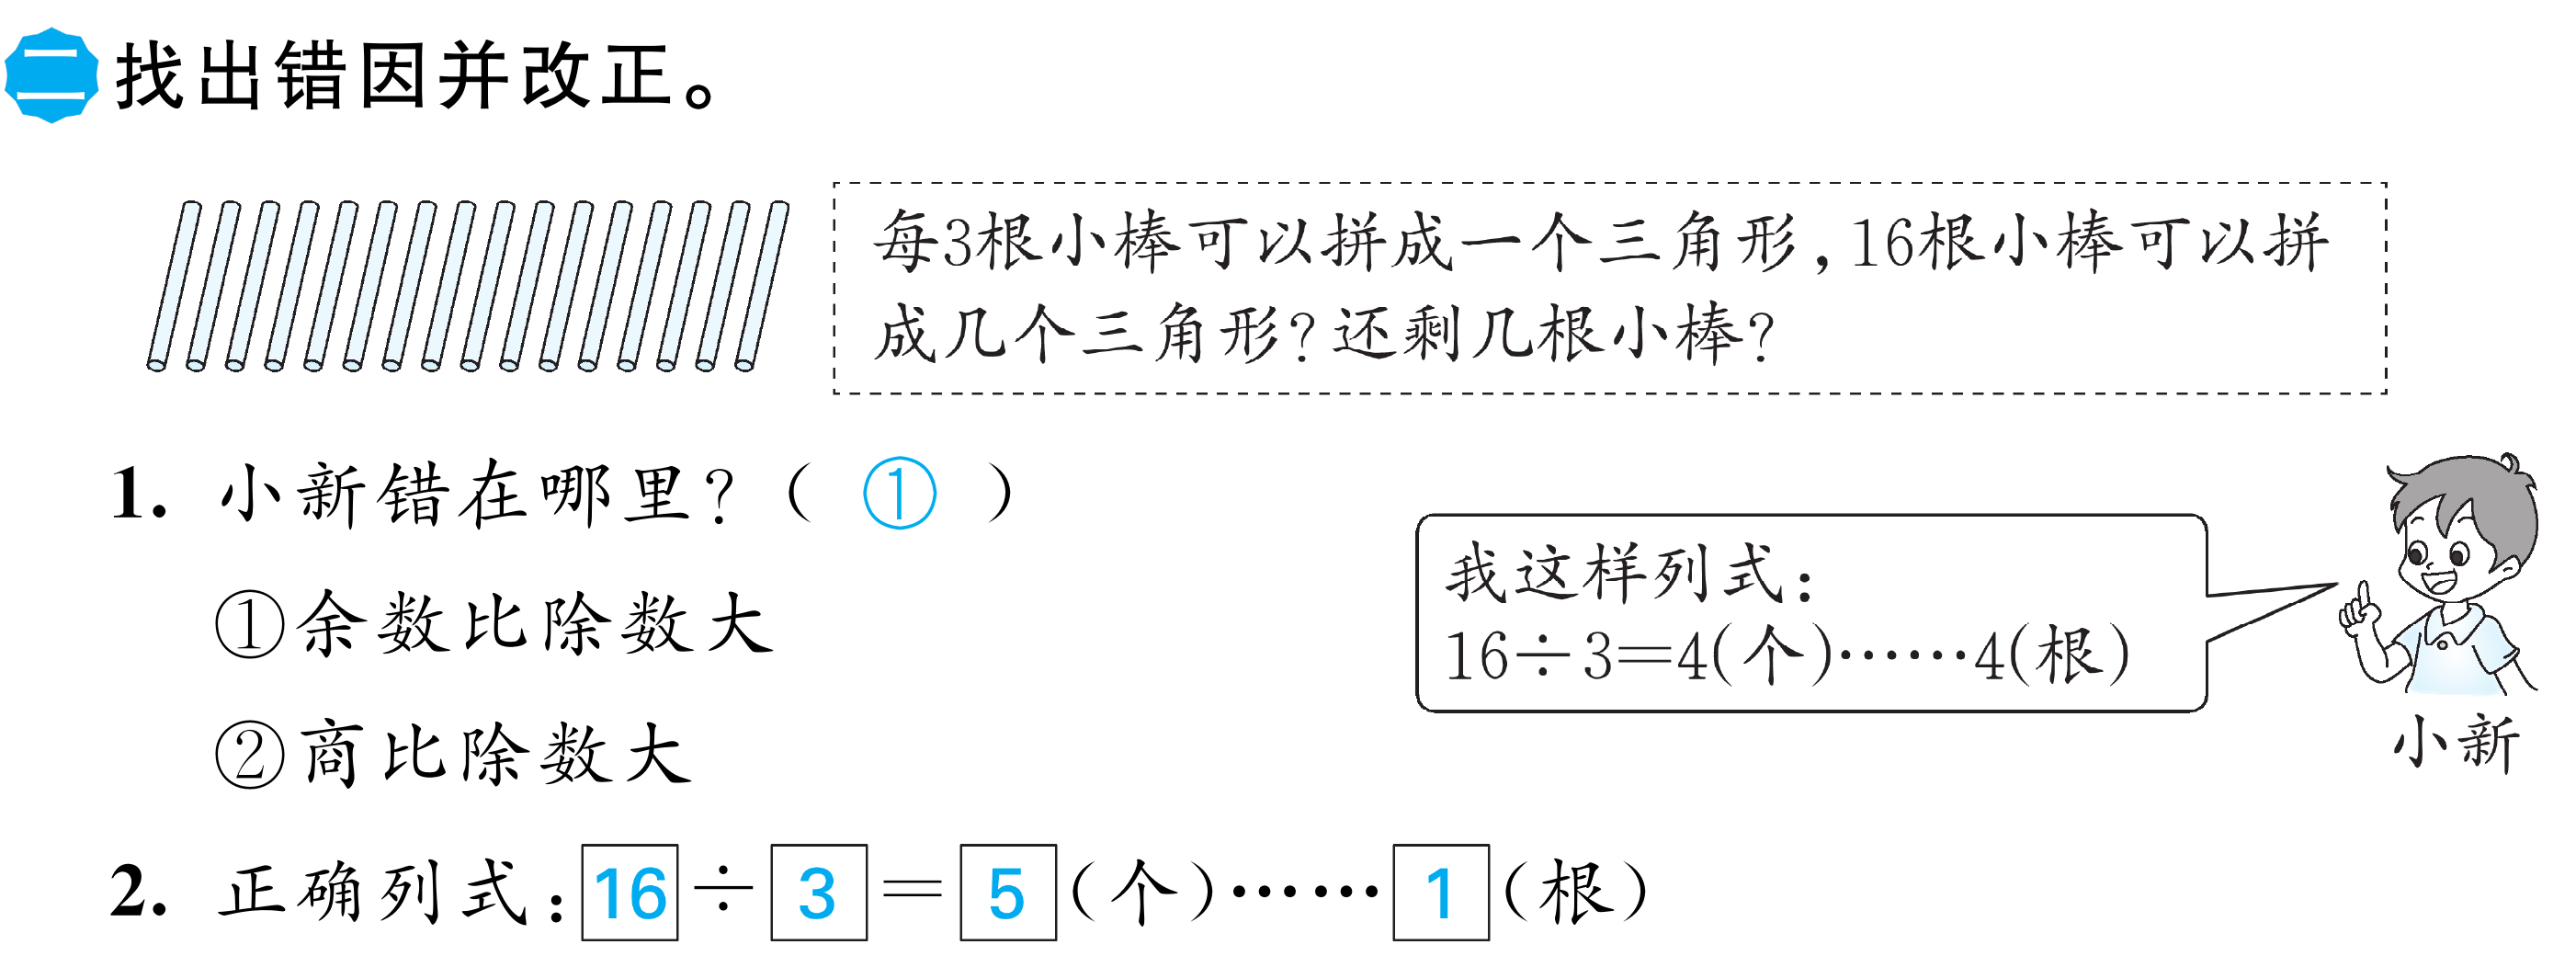 二 找出错因并改正。
每3根小棒可以拼成一个三角形,16根小棒可以拼
成几个三角形?还剩几根小棒?
1. 小新错在哪里?( ① )
①余数比除数大
②商比除数大
我这样列式:
16÷3=4(个)……4(根)
小新
2. 正确列式:16÷3=5(个)……1(根)